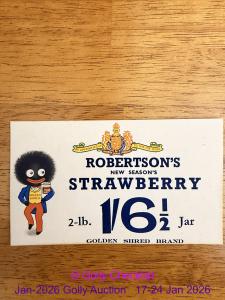 ROBERTSON'S
NEW SEASON'S
STRAWBERRY
2-lb. 1'6½ Jar
GOLDEN SHRED BRAND
Jan-2026 Golly Auction 17-24 Jan 2026